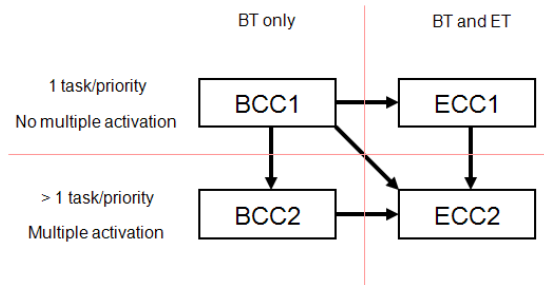 BT only
BT and ET
1 task/priority
No multiple activation
BCC1
ECC1
> 1 task/priority
Multiple activation
BCC2
ECC2